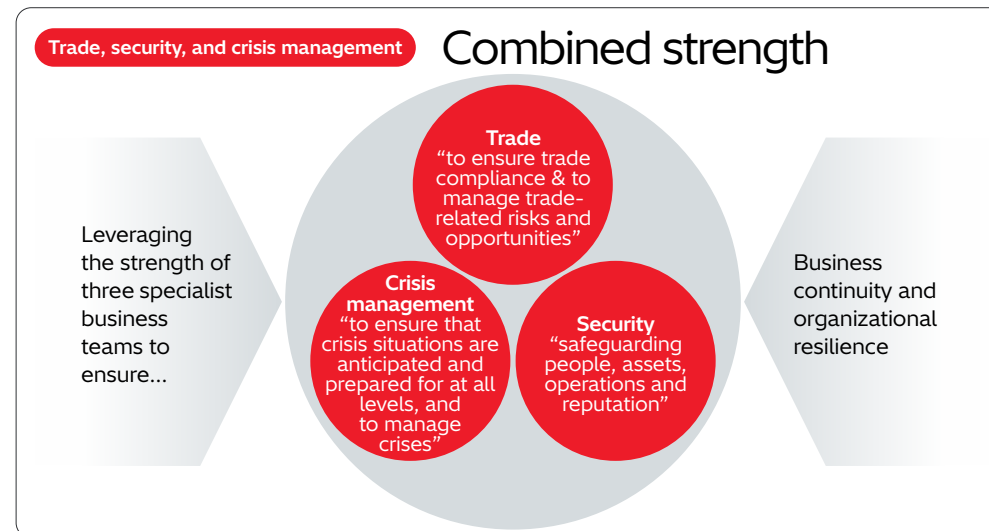 Trade, security, and crisis management
Combined strength
Leveraging
the strength of
three specialist
business
teams to
ensure...
Trade
“to ensure trade
compliance & to
manage trade-
related risks and
opportunities”
Crisis
management
“to ensure that
crisis situations are
anticipated and
prepared for at all
levels, and
to manage
crises”
Security
“safeguarding
people, assets,
operations and
reputation”
Business
continuity and
organizational
resilience